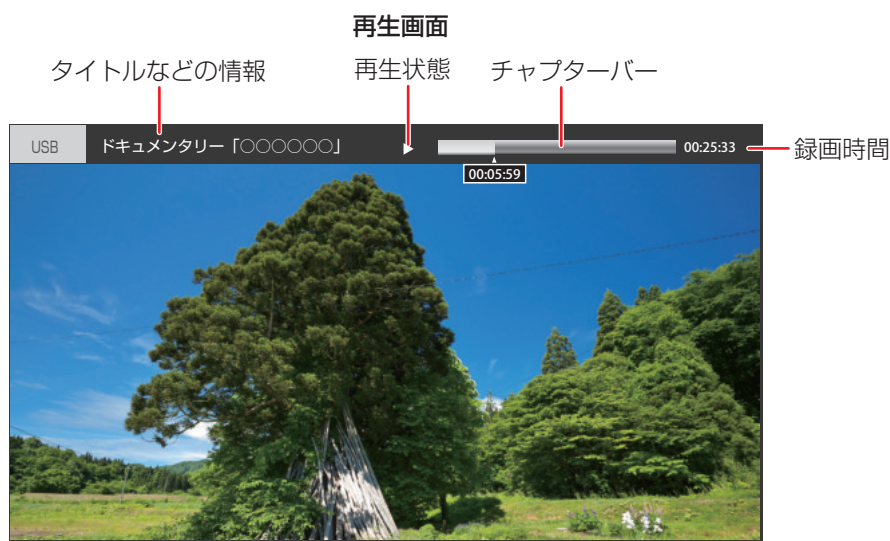 再生画面
タイトルなどの情報
再生状態
チャプターバー
USB
ドキュメンタリー「○○○○○○」
00:25:33
録画時間
00:05:59